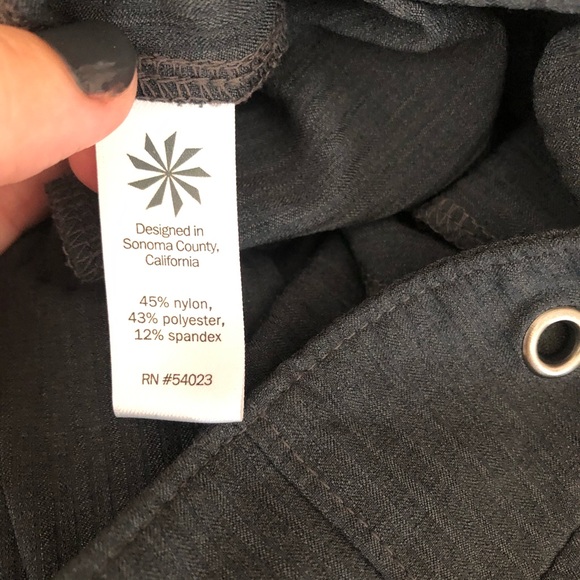 Designed in
Sonoma County,
California
45% nylon,
43% polyester,
12% spandex
RN #54023